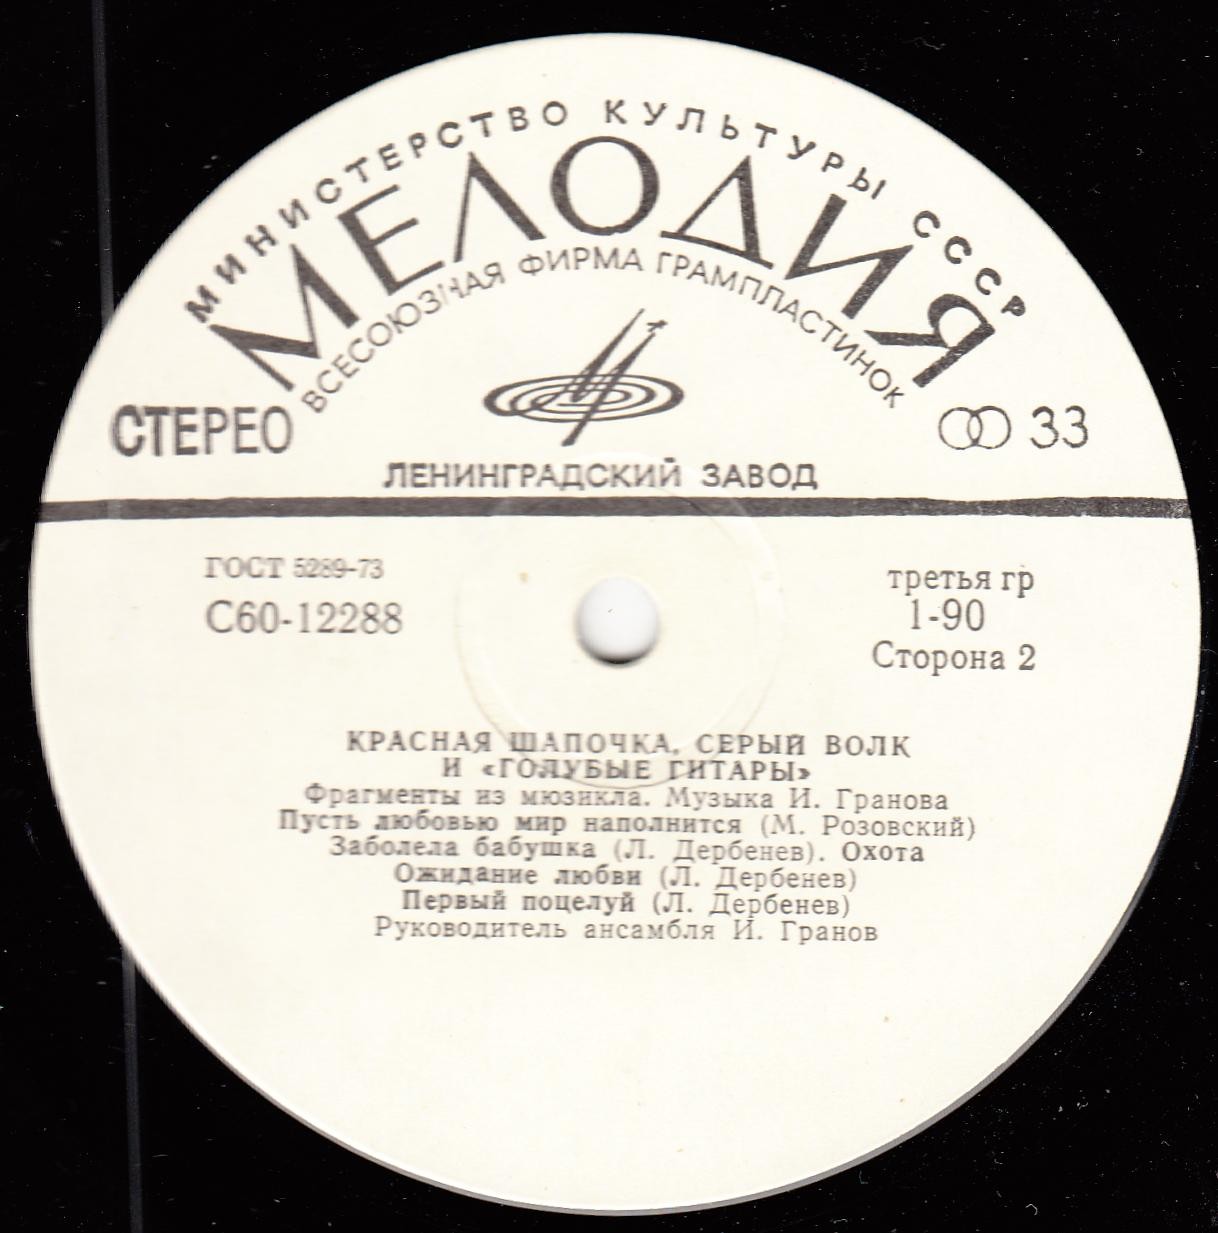 МИНИСТЕРСТВО КУЛЬТУРЫ СССР
МЕЛОДИЯ
ВСЕСОЮЗНАЯ ФИРМА ГРАМПЛАСТИНОК
СТЕРЕО
33
ЛЕНИНГРАДСКИЙ ЗАВОД
ГОСТ 5289-73
С60-12288
третья гр
1-90
Сторона 2
КРАСНАЯ ШАПОЧКА, СЕРЫЙ ВОЛК
И «ГОЛУБЫЕ ГИТАРЫ»
Фрагменты из мюзикла. Музыка И. Гранова
Пусть любовью мир наполнится (М. Розовский)
Заболела бабушка (Л. Дербенев). Охота
Ожидание любви (Л. Дербенев)
Первый поцелуй (Л. Дербенев)
Руководитель ансамбля И. Гранов